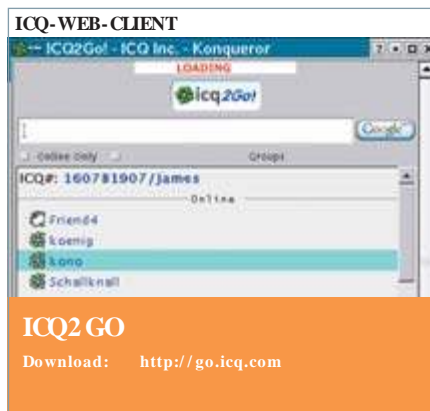 ICQ-WEB-CLIENT
ICQ2Go! - ICQ Inc. - Konqueror
LOADING
icq2Go!
Google
Online Only Groups
ICQ#: 160781907/James
Online
Friend4
koenig
kono
Schallknall
ICQ2 GO
Download: http://go.icq.com